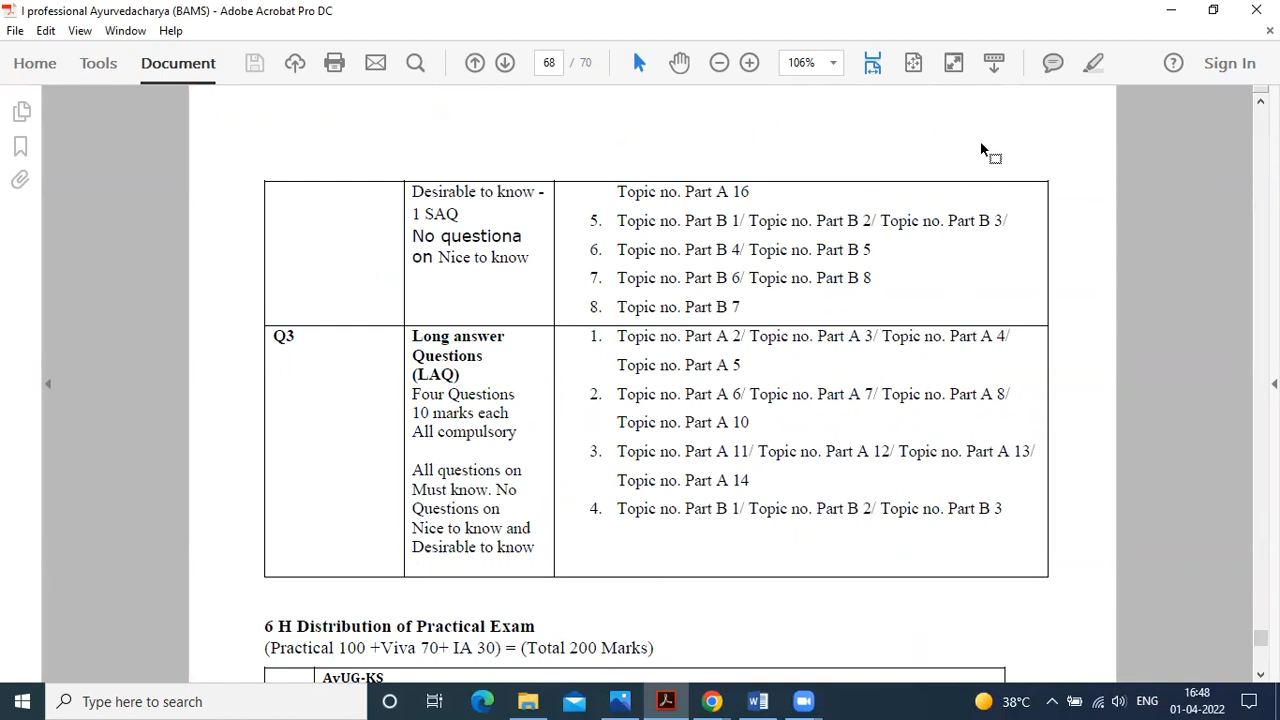 I professional Ayurvedacharya (BAMS) - Adobe Acrobat Pro DC
File Edit View Window Help
Home Tools Document 68 / 70 106% Sign In
Desirable to know -
1 SAQ
No questiona
on Nice to know
Topic no. Part A 16
5. Topic no. Part B 1/ Topic no. Part B 2/ Topic no. Part B 3/
6. Topic no. Part B 4/ Topic no. Part B 5
7. Topic no. Part B 6/ Topic no. Part B 8
8. Topic no. Part B 7
Q3
Long answer
Questions
(LAQ)
Four Questions
10 marks each
All compulsory
All questions on
Must know. No
Questions on
Nice to know and
Desirable to know
1. Topic no. Part A 2/ Topic no. Part A 3/ Topic no. Part A 4/
Topic no. Part A 5
2. Topic no. Part A 6/ Topic no. Part A 7/ Topic no. Part A 8/
Topic no. Part A 10
3. Topic no. Part A 11/ Topic no. Part A 12/ Topic no. Part A 13/
Topic no. Part A 14
4. Topic no. Part B 1/ Topic no. Part B 2/ Topic no. Part B 3
6 H Distribution of Practical Exam
(Practical 100 +Viva 70+ IA 30) = (Total 200 Marks)
AyUG-KS
Type here to search
38°C
ENG
16:48
01-04-2022